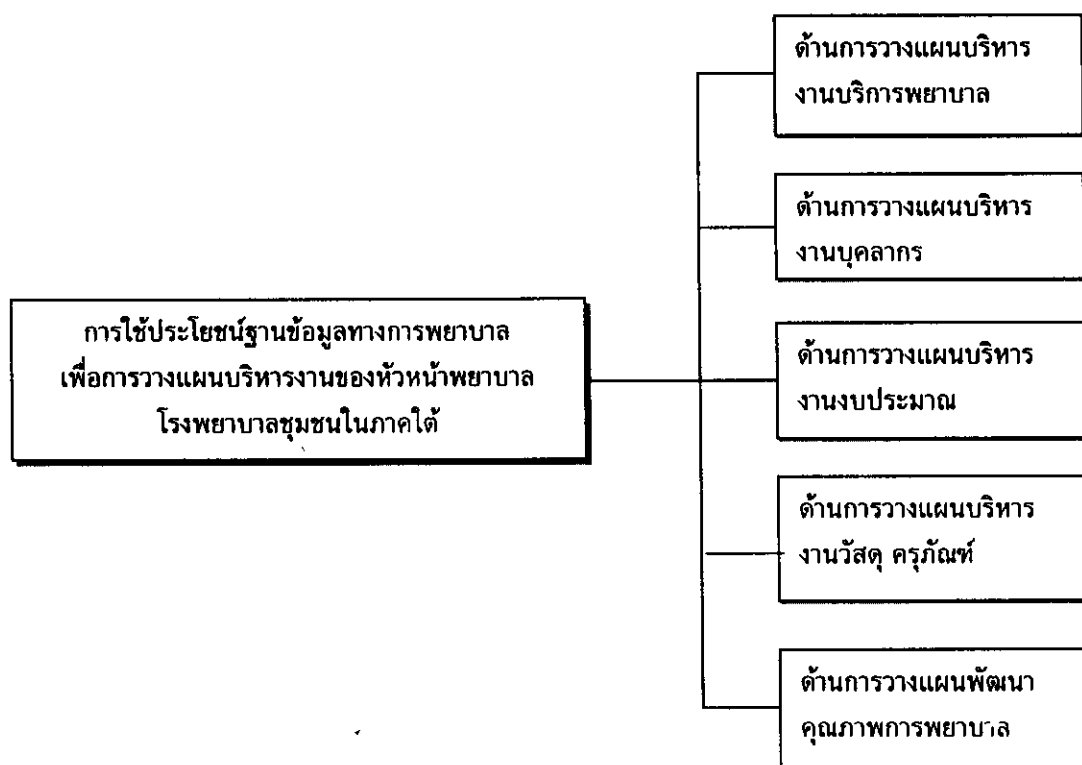 ด้านการวางแผนบริหาร
งานบริการพยาบาล
ด้านการวางแผนบริหาร
งานบุคลากร
การใช้ประโยชน์ฐานข้อมูลทางการพยาบาล
เพื่อการวางแผนบริหารงานของหัวหน้าพยาบาล
โรงพยาบาลชุมชนในภาคใต้
ด้านการวางแผนบริหาร
งานงบประมาณ
ด้านการวางแผนบริหาร
งานวัสดุ ครุภัณฑ์
ด้านการวางแผนพัฒนา
คุณภาพการพยาบาล